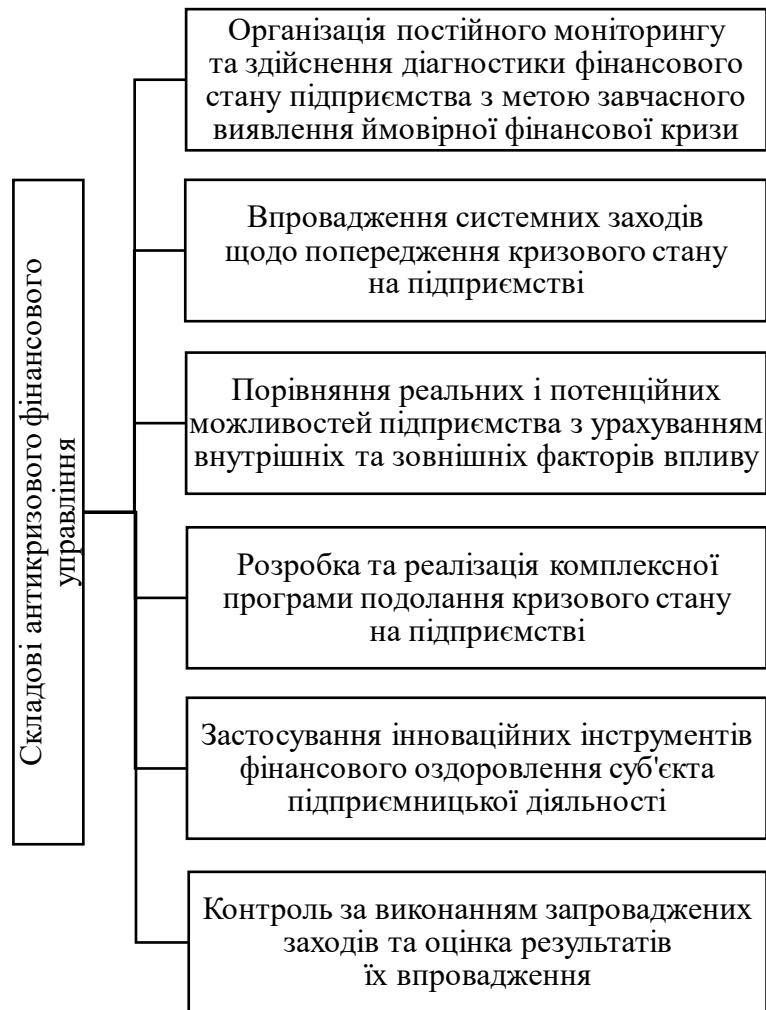 Складові антикризового фінансового
управління
Організація постійного моніторингу
та здійснення діагностики фінансового
стану підприємства з метою завчасного
виявлення ймовірної фінансової кризи
Впровадження системних заходів
щодо попередження кризового стану
на підприємстві
Порівняння реальних і потенційних
можливостей підприємства з урахуванням
внутрішніх та зовнішніх факторів впливу
Розробка та реалізація комплексної
програми подолання кризового стану
на підприємстві
Застосування інноваційних інструментів
фінансового оздоровлення суб'єкта
підприємницької діяльності
Контроль за виконанням запроваджених
заходів та оцінка результатів
їх впровадження